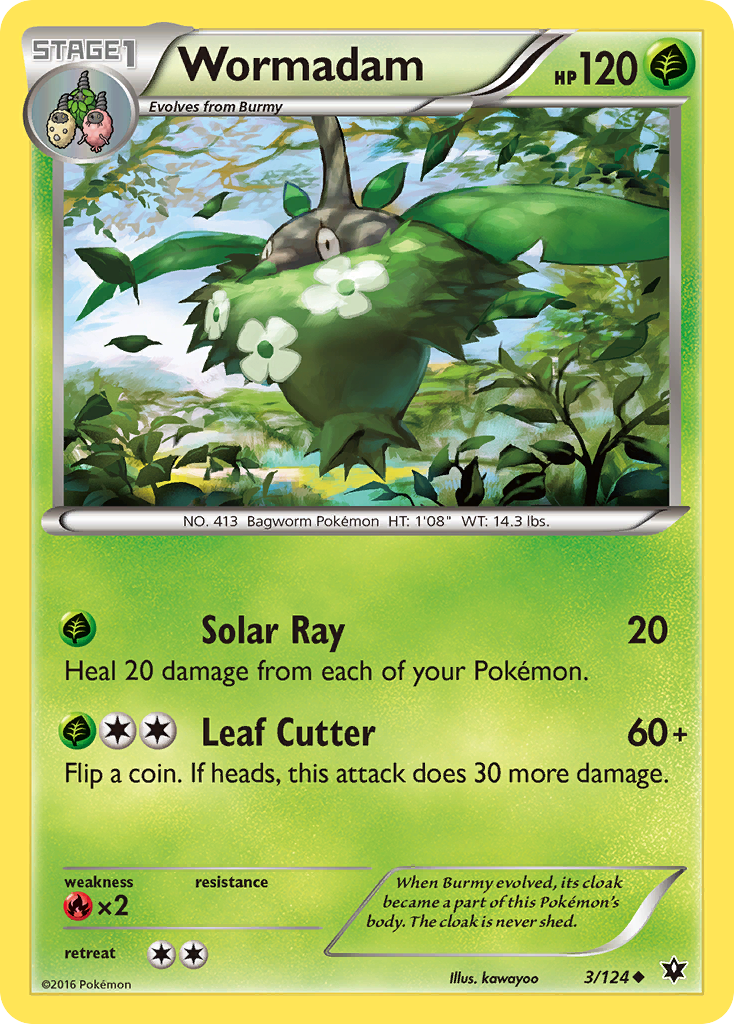 STAGE1
Wormadam
HP120
Evolves from Burmy
NO. 413 Bagworm Pokémon HT: 1'08" WT: 14.3 lbs.
Solar Ray 20
Heal 20 damage from each of your Pokémon.
Leaf Cutter 60+
Flip a coin. If heads, this attack does 30 more damage.
weakness resistance
×2
retreat
When Burmy evolved, its cloak
became a part of this Pokémon's
body. The cloak is never shed.
©2016 Pokémon
Illus. kawayoo 3/124